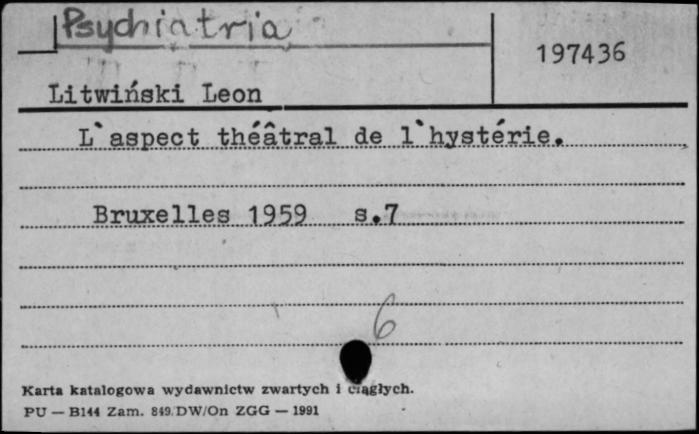 Psychiatria
197436
Litwiński Leon
L`aspect théâtral de l`hystérie.
Bruxelles 1959 s.7
6
Karta katalogowa wydawnictw zwartych i ciągłych.
PU — B144 Zam. 849. DW/On ZGG — 1991